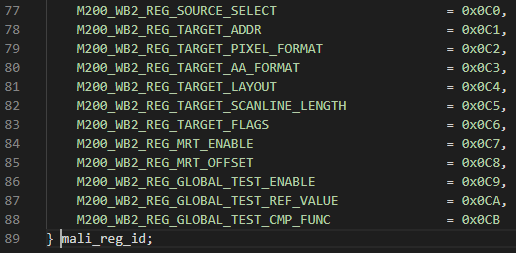 77 M200_WB2_REG_SOURCE_SELECT = 0x0C0,
78 M200_WB2_REG_TARGET_ADDR = 0x0C1,
79 M200_WB2_REG_TARGET_PIXEL_FORMAT = 0x0C2,
80 M200_WB2_REG_TARGET_AA_FORMAT = 0x0C3,
81 M200_WB2_REG_TARGET_LAYOUT = 0x0C4,
82 M200_WB2_REG_TARGET_SCANLINE_LENGTH = 0x0C5,
83 M200_WB2_REG_TARGET_FLAGS = 0x0C6,
84 M200_WB2_REG_MRT_ENABLE = 0x0C7,
85 M200_WB2_REG_MRT_OFFSET = 0x0C8,
86 M200_WB2_REG_GLOBAL_TEST_ENABLE = 0x0C9,
87 M200_WB2_REG_GLOBAL_TEST_REF_VALUE = 0x0CA,
88 M200_WB2_REG_GLOBAL_TEST_CMP_FUNC = 0x0CB
89 } mali_reg_id;